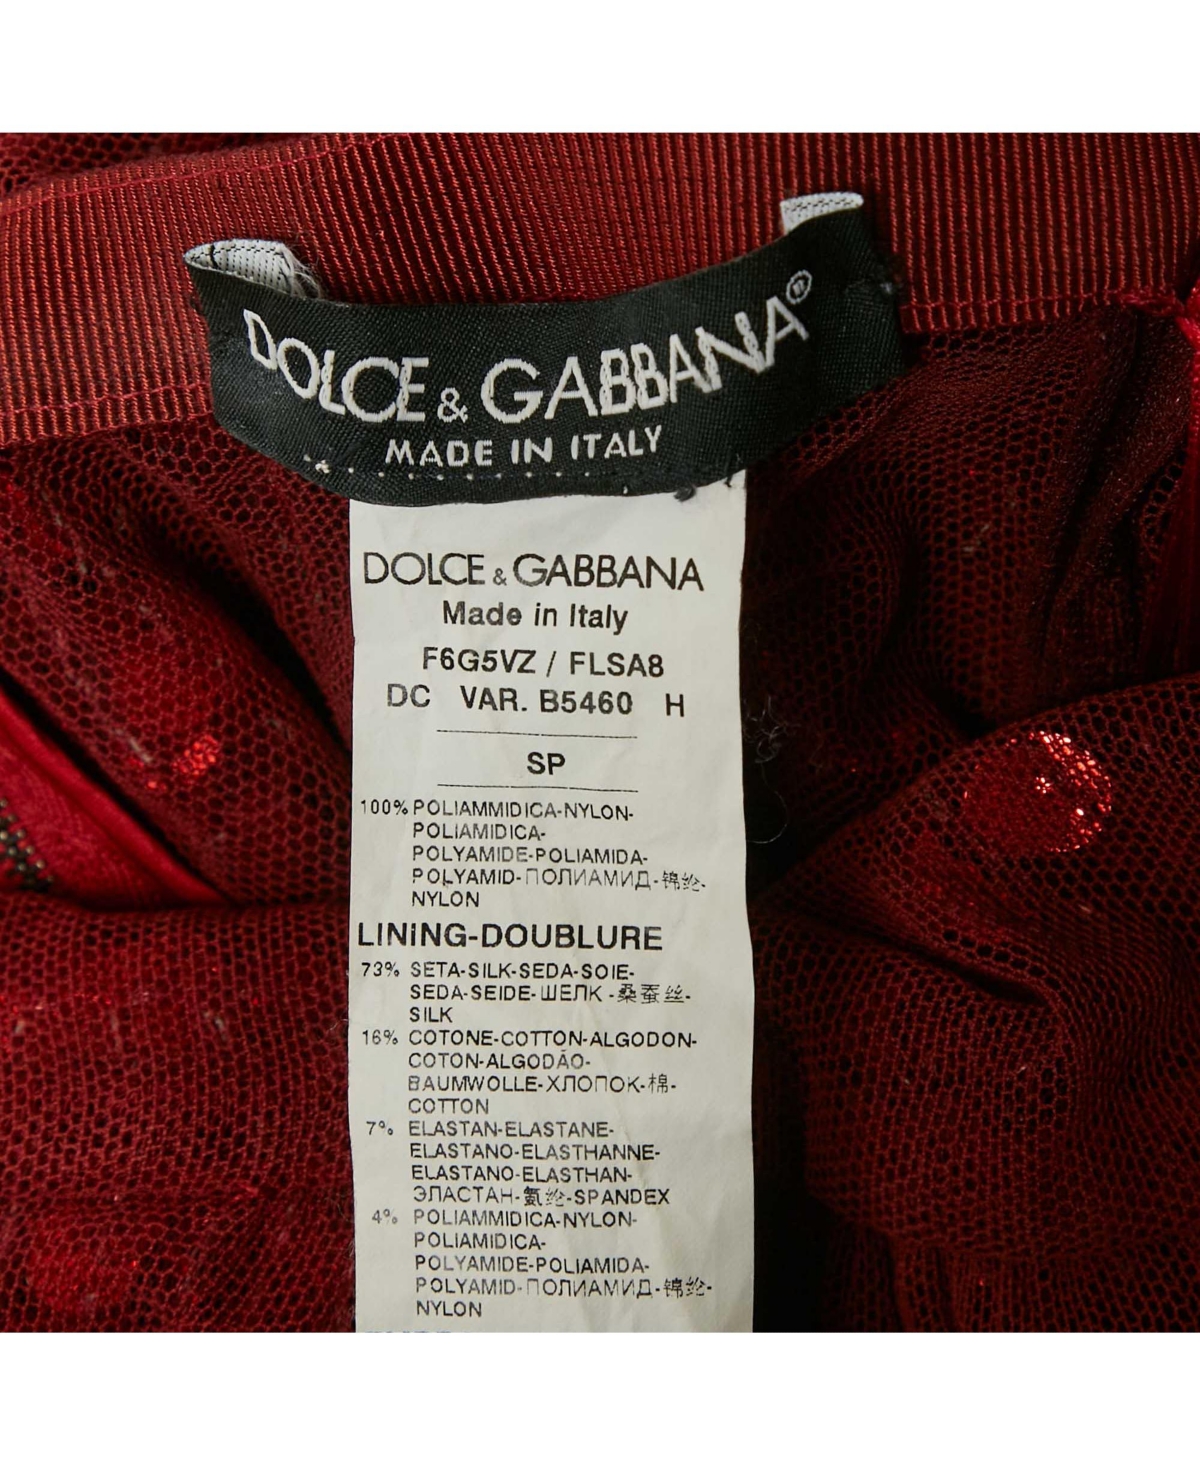 DOLCE & GABBANA®
MADE IN ITALY
DOLCE & GABBANA
Made in Italy
F6G5VZ / FLSA8
DC VAR. B5460 H
SP
100% POLIAMMIDICA-NYLON-
POLIAMIDICA-
POLYAMIDE-POLIAMIDA-
POLYAMID-ПОЛИАМИД-锦纶-
NYLON
LINING-DOUBLURE
73% SETA-SILK-SEDA-SOIE-
SEDA-SEIDE-ШЕЛК-桑蚕丝-
SILK
16% COTONE-COTTON-ALGODON-
COTON-ALGODÃO-
BAUMWOLLE-ХЛОПОК-棉-
COTTON
7% ELASTAN-ELASTANE-
ELASTANO-ELASTHANNE-
ELASTANO-ELASTHAN-
ЭЛАСТАН-氨纶-SPANDEX
4% POLIAMMIDICA-NYLON-
POLIAMIDICA-
POLYAMIDE-POLIAMIDA-
POLYAMID-ПОЛИАМИД-锦纶-
NYLON